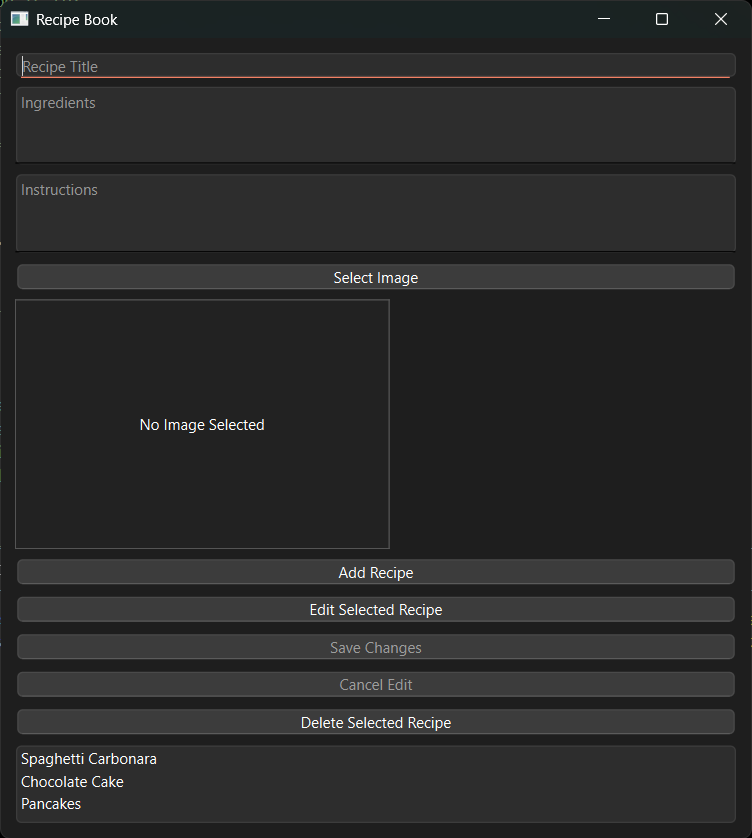 Recipe Book
Recipe Title
Ingredients
Instructions
Select Image
No Image Selected
Add Recipe
Edit Selected Recipe
Save Changes
Cancel Edit
Delete Selected Recipe
Spaghetti Carbonara
Chocolate Cake
Pancakes